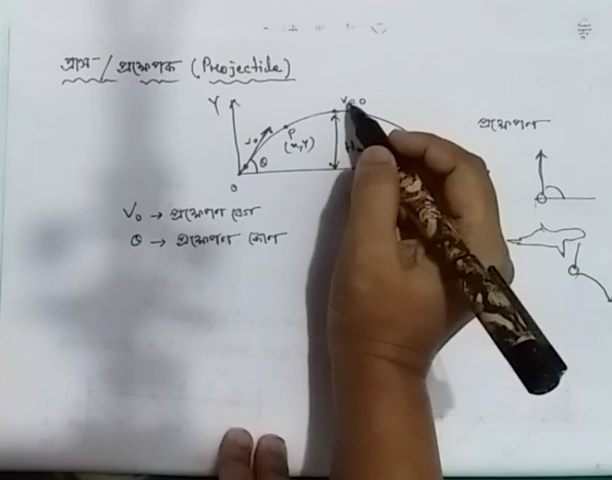 প্রাস / প্রক্ষেপক (Projectile)
Y
V=0
V₀
P
(x,y)
θ
O
প্রক্ষেপণ
V₀ → প্রক্ষেপণ বেগ
θ → প্রক্ষেপণ কোণ